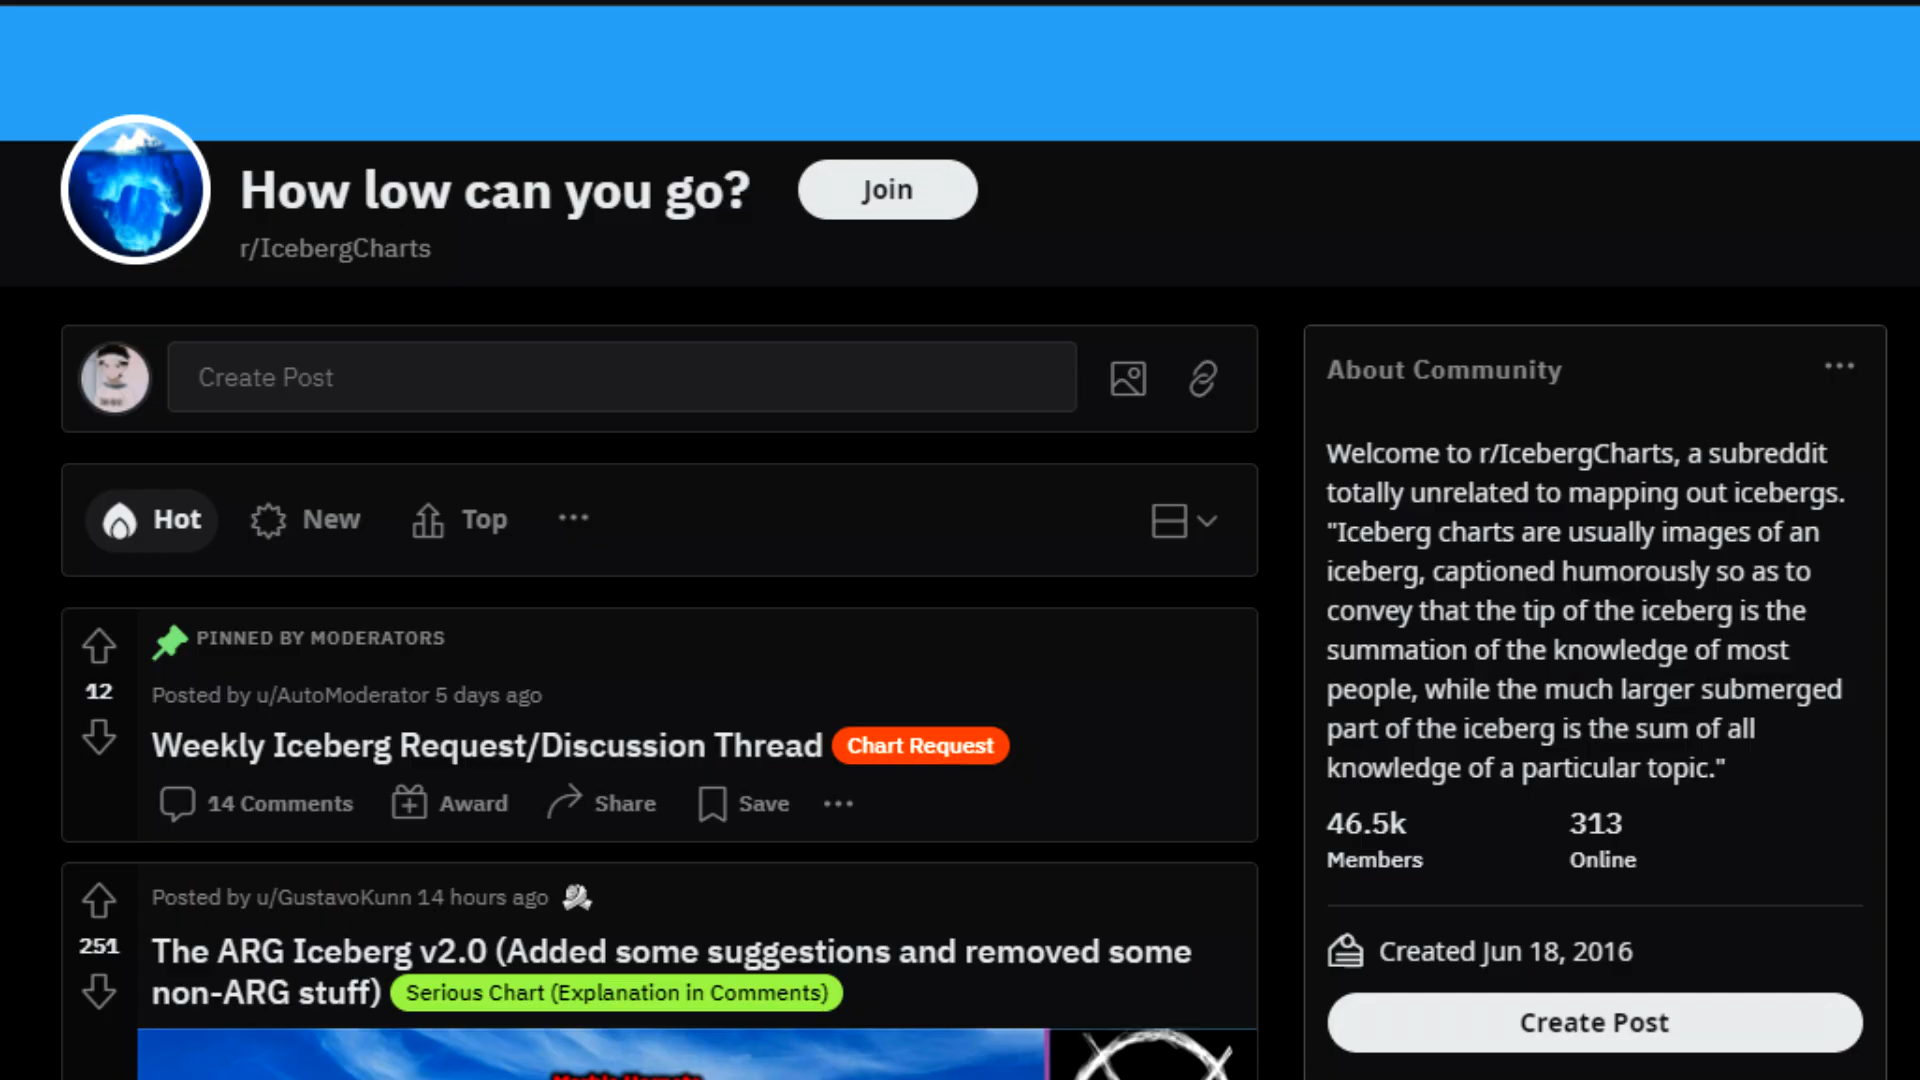 How low can you go?
Join
r/IcebergCharts
Create Post
Hot
New
Top
PINNED BY MODERATORS
12
Posted by u/AutoModerator 5 days ago
Weekly Iceberg Request/Discussion Thread
Chart Request
14 Comments
Award
Share
Save
Posted by u/GustavoKunn 14 hours ago
251
The ARG Iceberg v2.0 (Added some suggestions and removed some
non-ARG stuff)
Serious Chart (Explanation in Comments)
About Community
Welcome to r/IcebergCharts, a subreddit
totally unrelated to mapping out icebergs.
"Iceberg charts are usually images of an
iceberg, captioned humorously so as to
convey that the tip of the iceberg is the
summation of the knowledge of most
people, while the much larger submerged
part of the iceberg is the sum of all
knowledge of a particular topic."
46.5k
313
Members
Online
Created Jun 18, 2016
Create Post